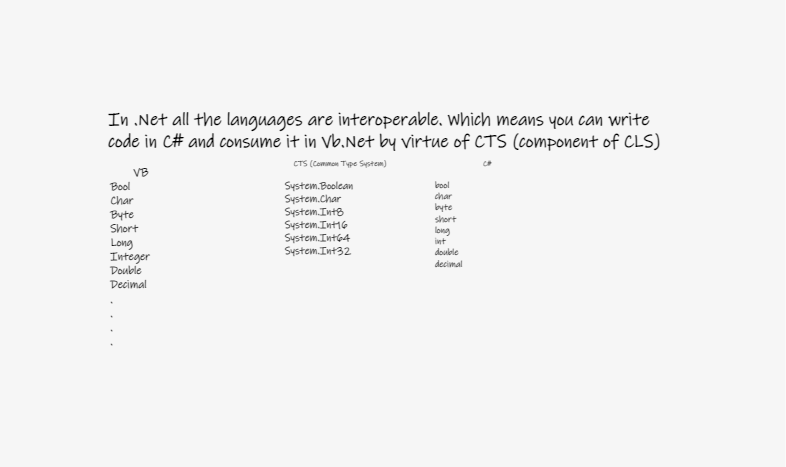 In .Net all the languages are interoperable. Which means you can write
code in C# and consume it in Vb.Net by virtue of CTS (component of CLS)
VB
Bool
Char
Byte
Short
Long
Integer
Double
Decimal
.
.
.
.
CTS (Common Type System)
System.Boolean
System.Char
System.Int8
System.Int16
System.Int64
System.Int32
C#
bool
char
byte
short
long
int
double
decimal